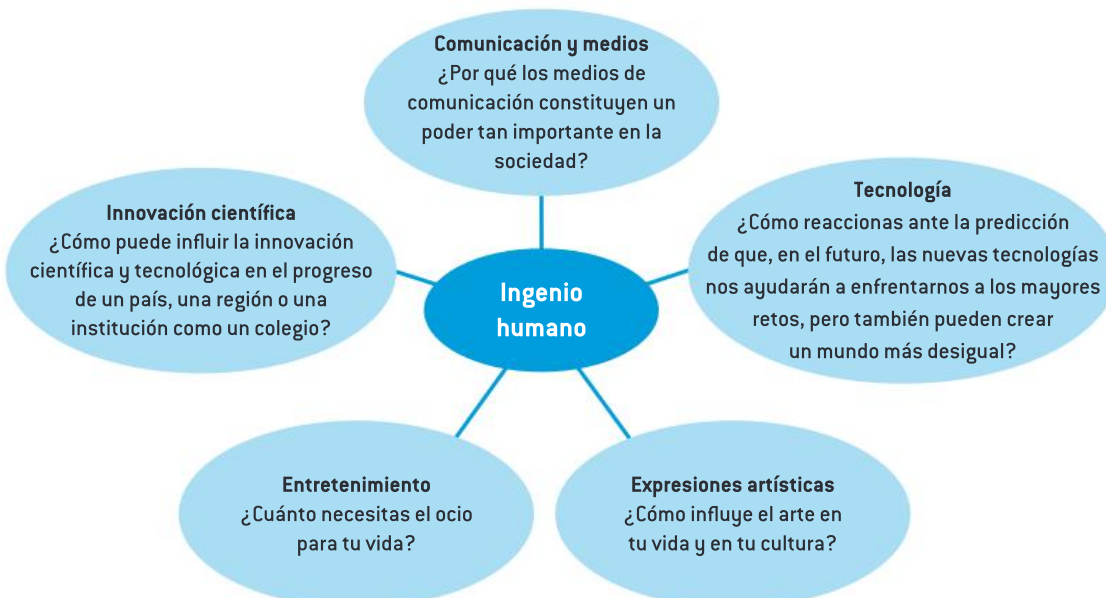 Comunicación y medios
¿Por qué los medios de
comunicación constituyen un
poder tan importante en la
sociedad?
Innovación científica
¿Cómo puede influir la innovación
científica y tecnológica en el progreso
de un país, una región o una
institución como un colegio?
Tecnología
¿Cómo reaccionas ante la predicción
de que, en el futuro, las nuevas tecnologías
nos ayudarán a enfrentarnos a los mayores
retos, pero también pueden crear
un mundo más desigual?
Ingenio
humano
Entretenimiento
¿Cuánto necesitas el ocio
para tu vida?
Expresiones artísticas
¿Cómo influye el arte en
tu vida y en tu cultura?